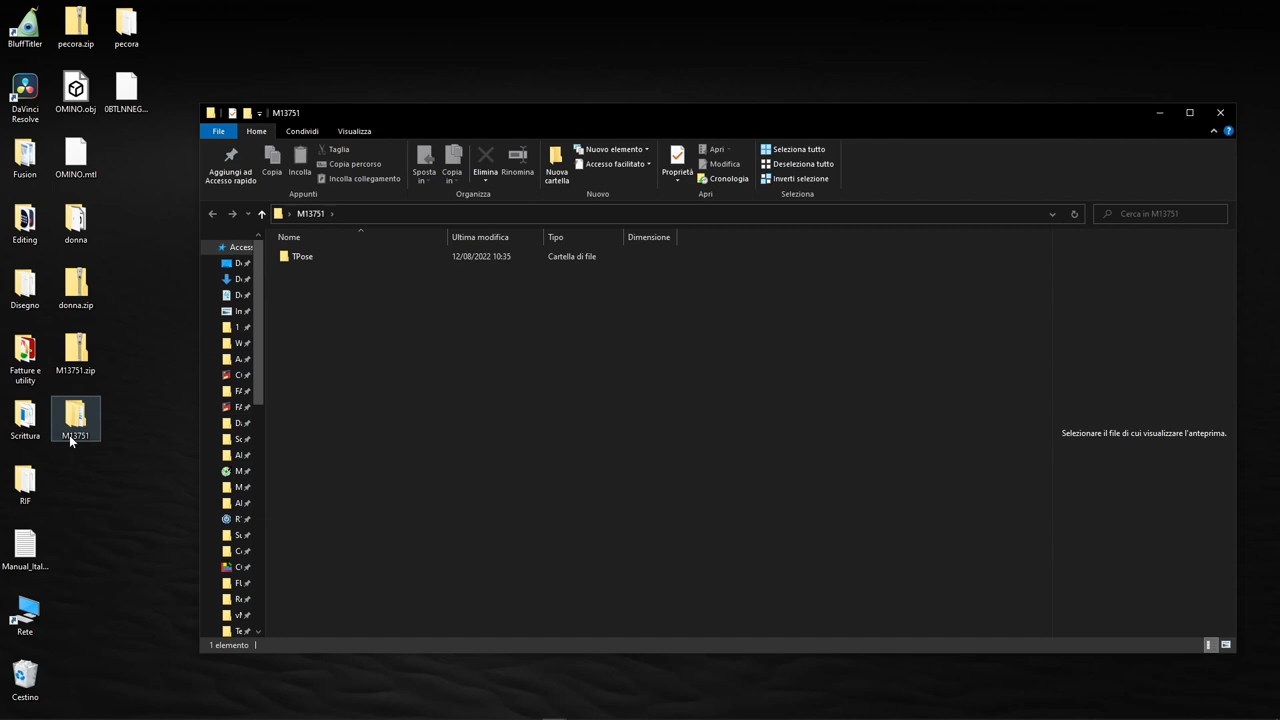 BluffTitler
pecora.zip
pecora
DaVinci
Resolve
OMINO.obj
0BTLNNEG...
Fusion
OMINO.mtl
Editing
donna
Disegno
donna.zip
Fatture e
utility
M13751.zip
Scrittura
M13751
RIF
Manual_Ital...
Rete
Cestino
M13751
File
Home
Condividi
Visualizza
Aggiungi ad
Accesso rapido
Copia
Incolla
Taglia
Copia percorso
Incolla collegamento
Appunti
Sposta
in
Copia
in
Elimina
Rinomina
Organizza
Nuova
cartella
Nuovo elemento
Accesso facilitato
Nuovo
Proprietà
Apri
Modifica
Cronologia
Apri
Seleziona tutto
Deseleziona tutto
Inverti selezione
Seleziona
M13751
Cerca in M13751
Nome
Ultima modifica
Tipo
Dimensione
TPose
12/08/2022 10:35
Cartella di file
Selezionare il file di cui visualizzare l'anteprima.
1 elemento